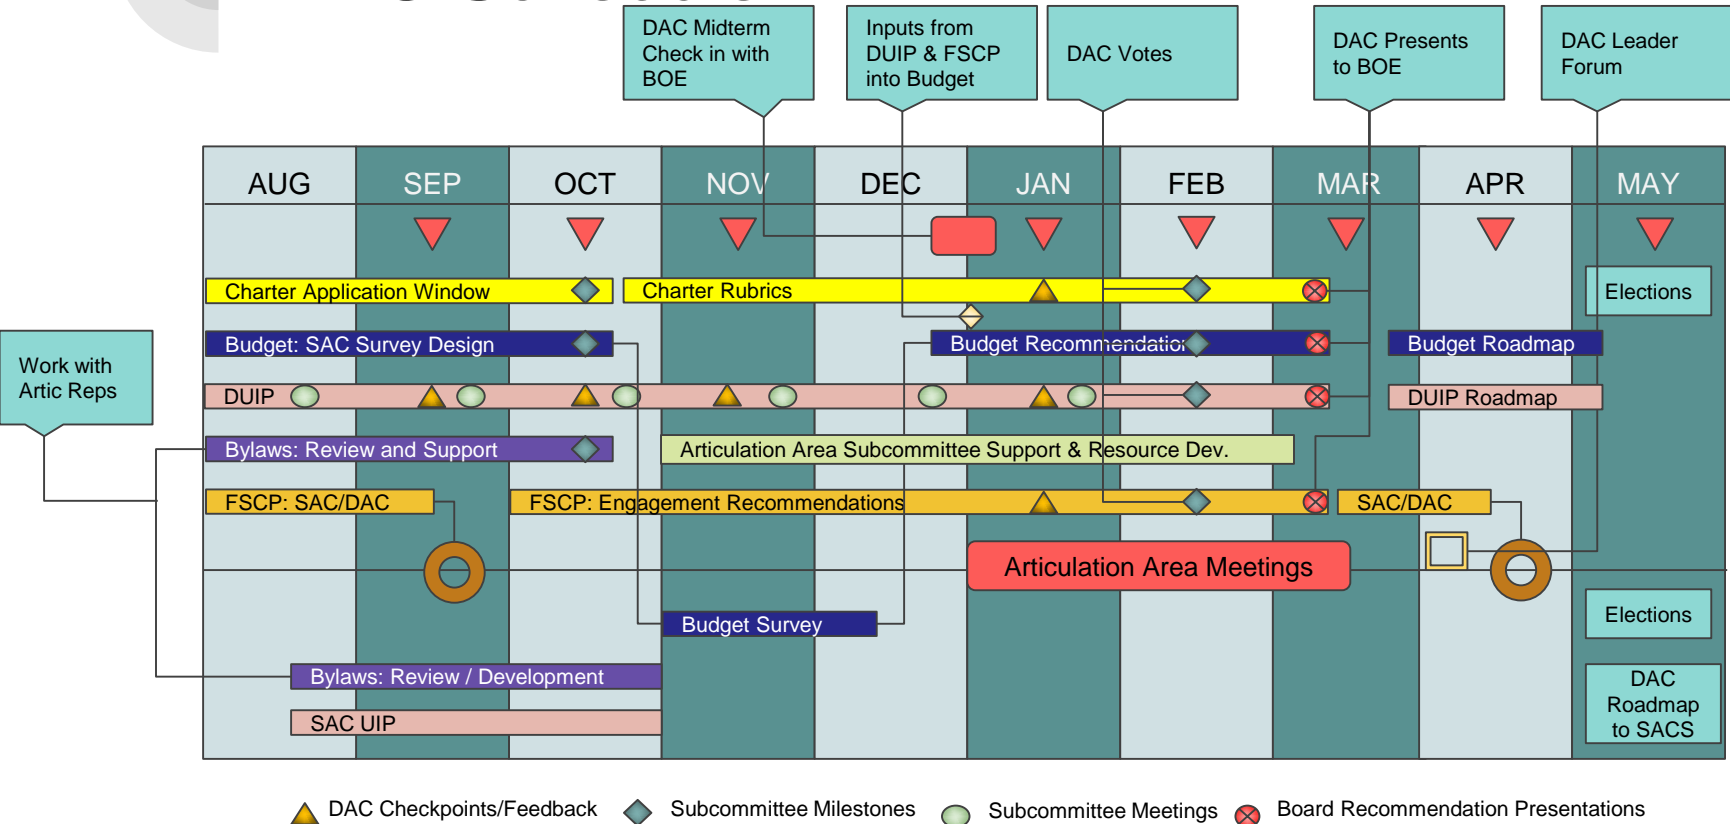 DAC Midterm
Check in with
BOE
Inputs from
DUIP & FSCP
into Budget
DAC Votes
DAC Presents
to BOE
DAC Leader
Forum
AUG
SEP
OCT
NOV
DEC
JAN
FEB
MAR
APR
MAY
Charter Application Window
Charter Rubrics
Elections
Budget: SAC Survey Design
Budget Recommendation
Budget Roadmap
Work with
Artic Reps
DUIP
DUIP Roadmap
Bylaws: Review and Support
Articulation Area Subcommittee Support & Resource Dev.
FSCP: SAC/DAC
FSCP: Engagement Recommendations
SAC/DAC
Articulation Area Meetings
Budget Survey
Elections
Bylaws: Review / Development
DAC
Roadmap
to SACS
SAC UIP
DAC Checkpoints/Feedback
Subcommittee Milestones
Subcommittee Meetings
Board Recommendation Presentations